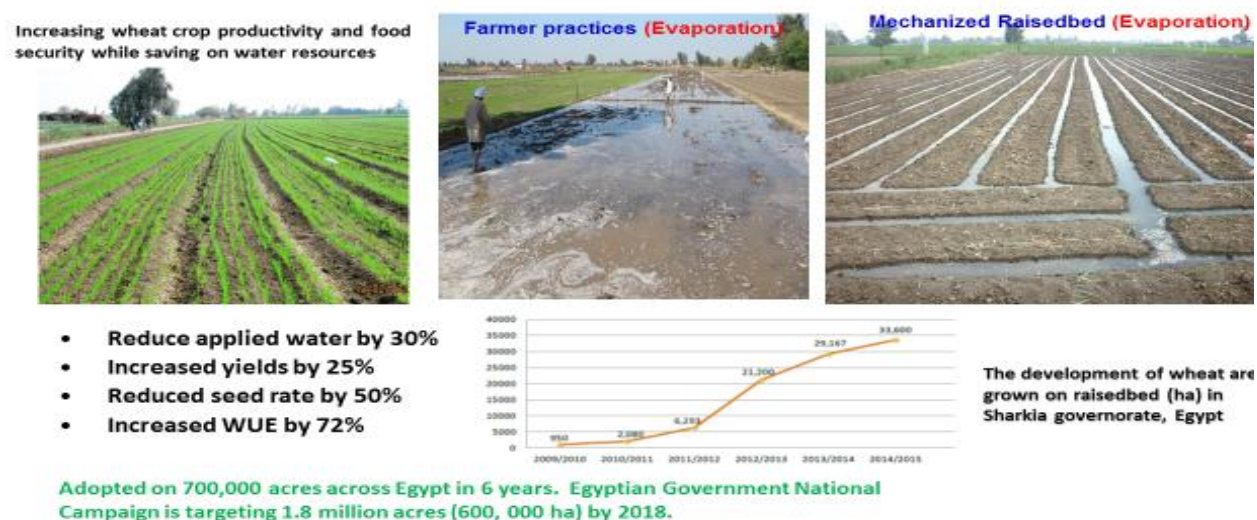 Increasing wheat crop productivity and food
security while saving on water resources
Farmer practices (Evaporation)
Mechanized Raisedbed (Evaporation)
• Reduce applied water by 30%
• Increased yields by 25%
• Reduced seed rate by 50%
• Increased WUE by 72%
40000
35000
30000
25000
20000
15000
10000
5000
0
950
2,080
21,200
29,167
33,600
2009/2010
2010/2011
2011/2012
2012/2013
2013/2014
2014/2015
The development of wheat are
grown on raisedbed (ha) in
Sharkia governorate, Egypt
Adopted on 700,000 acres across Egypt in 6 years. Egyptian Government National
Campaign is targeting 1.8 million acres (600, 000 ha) by 2018.